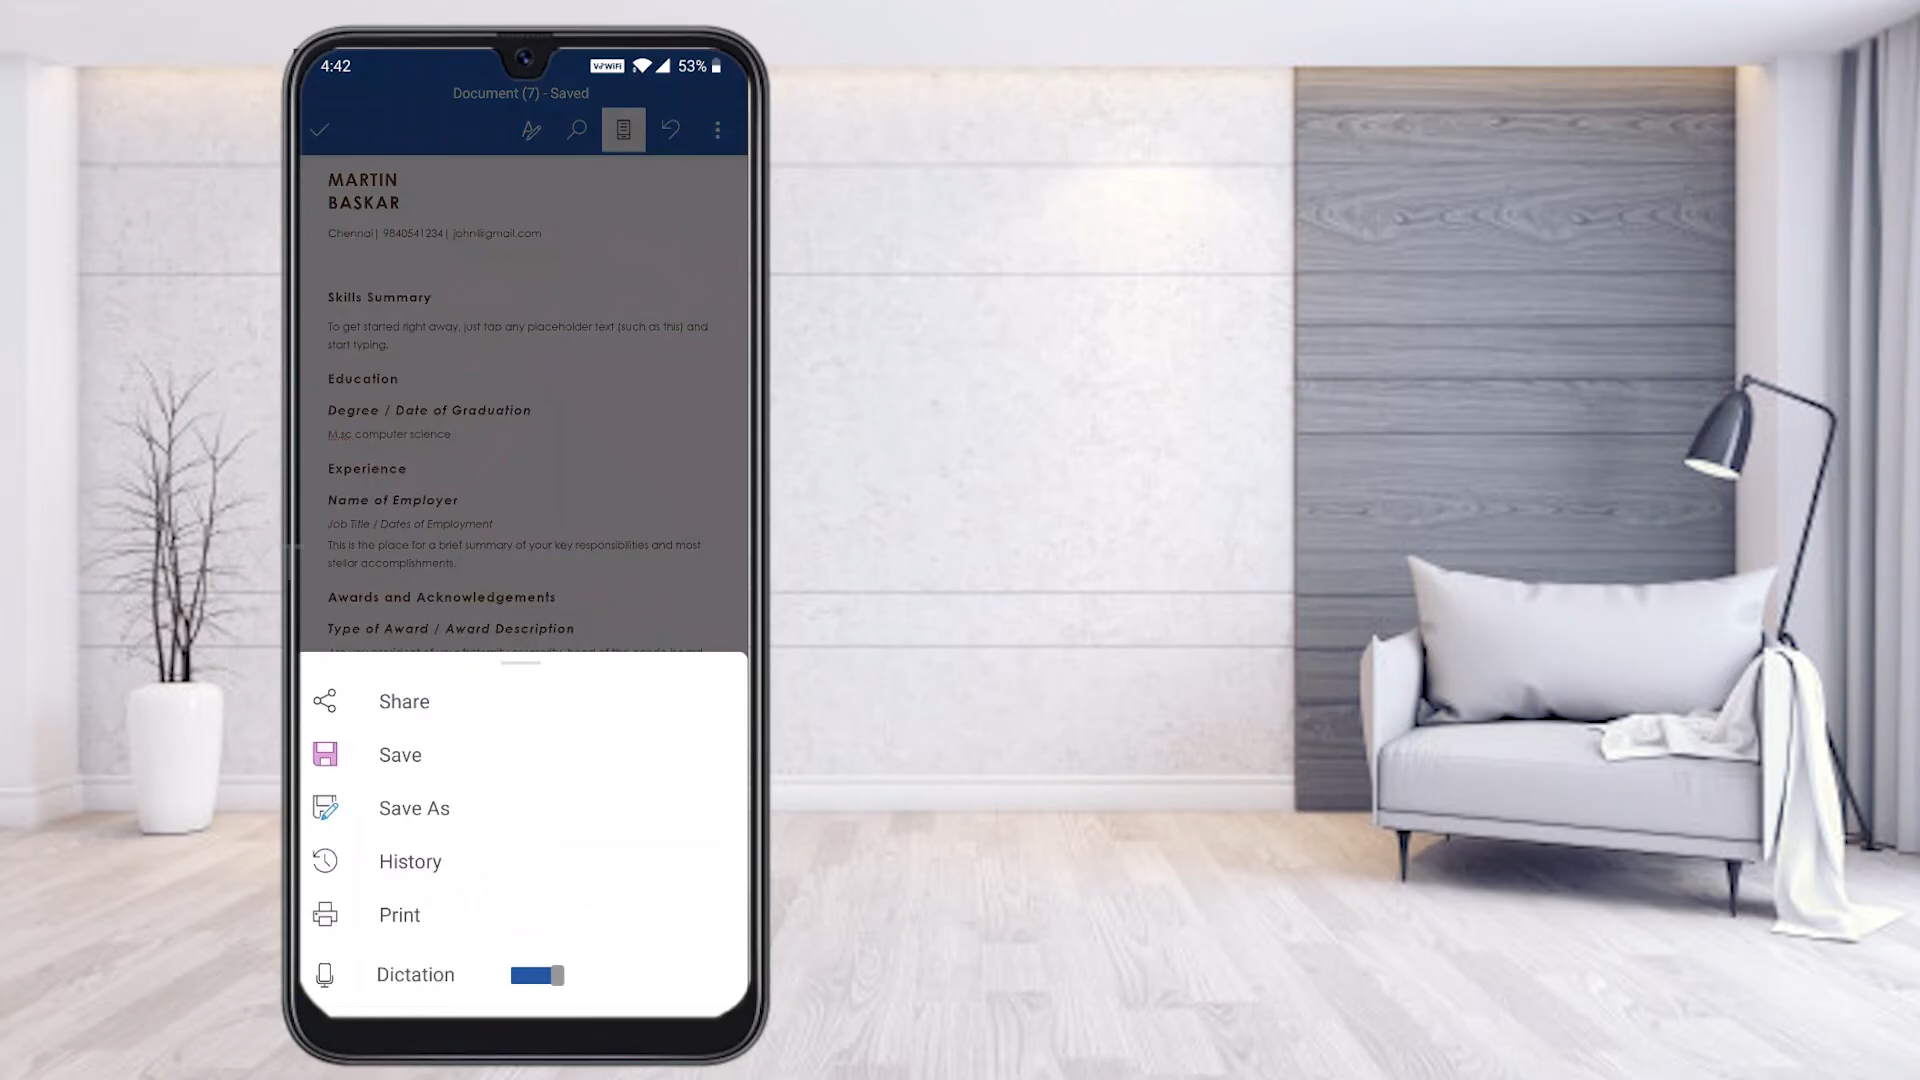 4:42
VoWiFi 53%
Document (7) - Saved
MARTIN
BASKAR
Chennai| 9840541234| john@gmail.com
Skills Summary
To get started right away, just tap any placeholder text (such as this) and
start typing.
Education
Degree / Date of Graduation
M.sc computer science
Experience
Name of Employer
Job Title / Dates of Employment
This is the place for a brief summary of your key responsibilities and most
stellar accomplishments.
Awards and Acknowledgements
Type of Award / Award Description
Share
Save
Save As
History
Print
Dictation